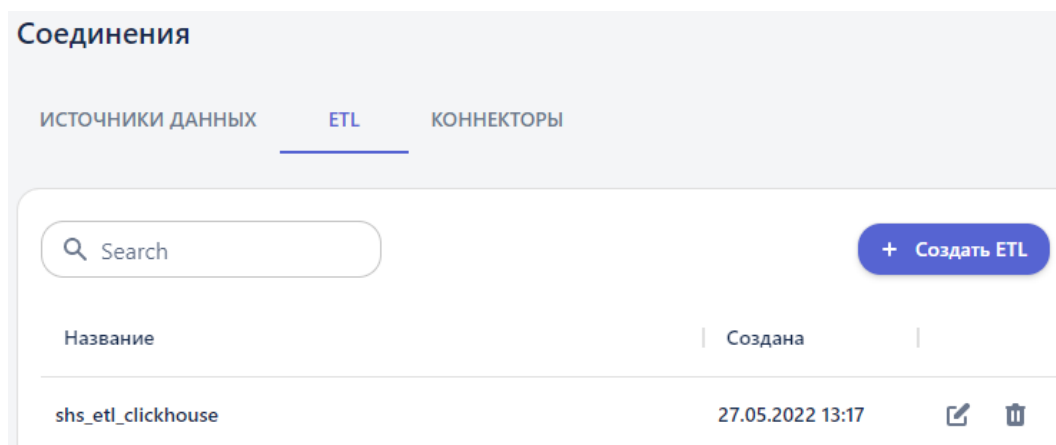 Соединения
ИСТОЧНИКИ ДАННЫХ ETL КОННЕКТОРЫ
Search + Создать ETL
Название Создана
shs_etl_clickhouse 27.05.2022 13:17